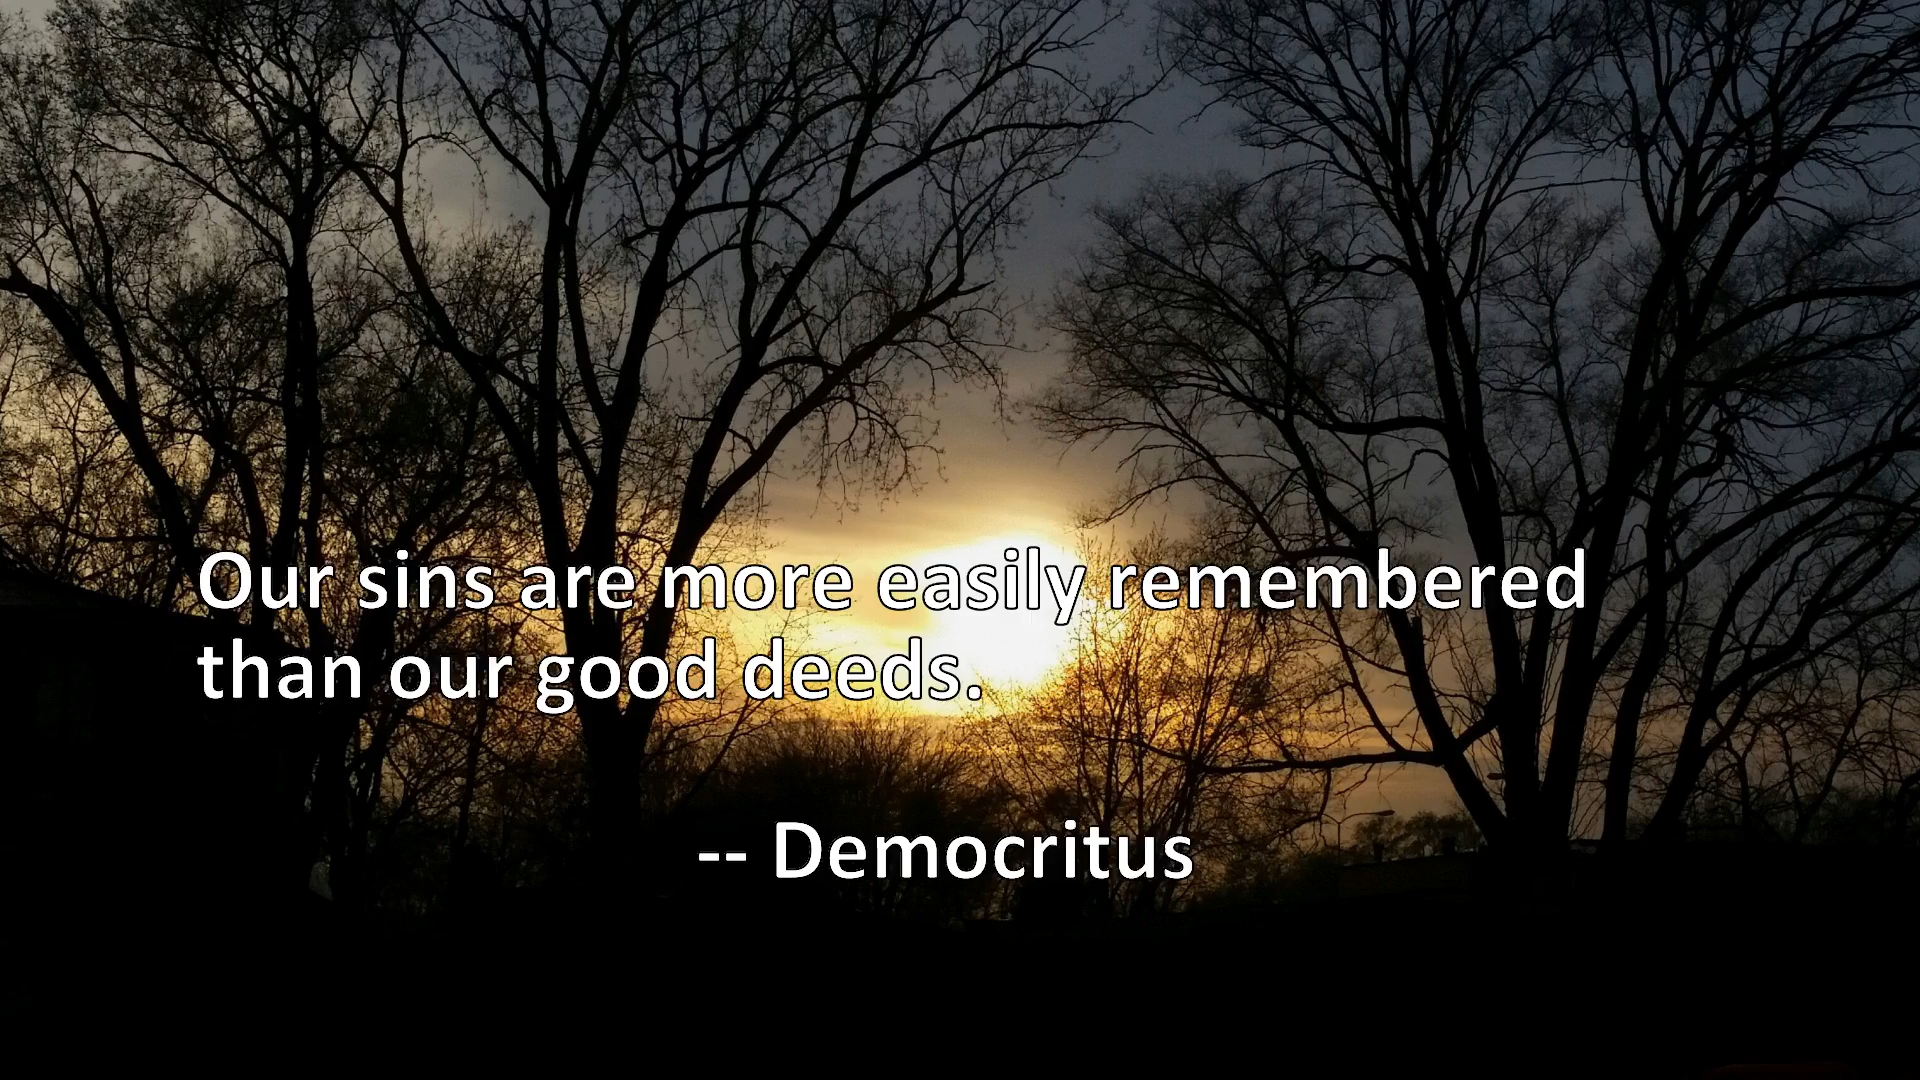 Our sins are more easily remembered
than our good deeds.
-- Democritus